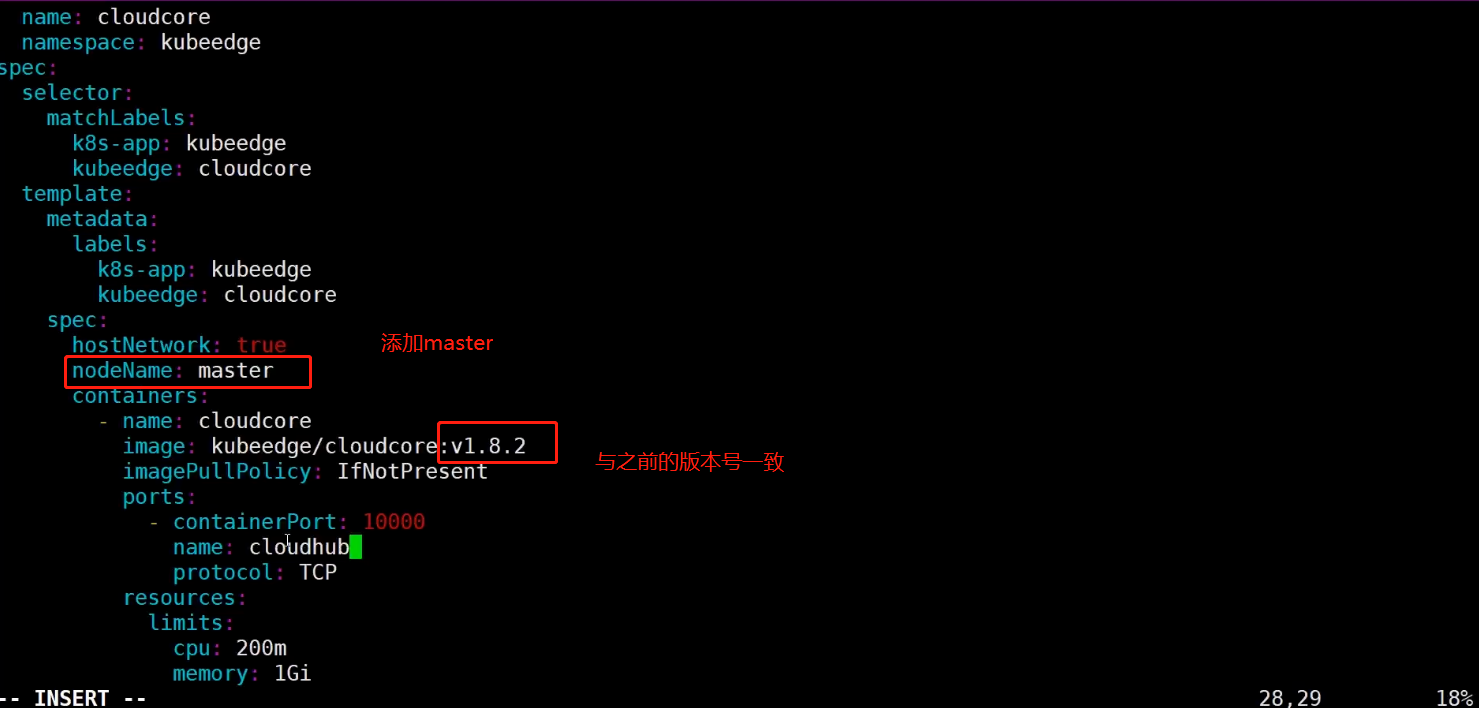 name: cloudcore
namespace: kubeedge
spec:
selector:
matchLabels:
k8s-app: kubeedge
kubeedge: cloudcore
template:
metadata:
labels:
k8s-app: kubeedge
kubeedge: cloudcore
spec:
hostNetwork: true
添加master
nodeName: master
containers:
- name: cloudcore
image: kubeedge/cloudcore:v1.8.2
与之前的版本号一致
imagePullPolicy: IfNotPresent
ports:
- containerPort: 10000
name: cloudhub
protocol: TCP
resources:
limits:
cpu: 200m
memory: 1Gi
-- INSERT -- 28,29 18%